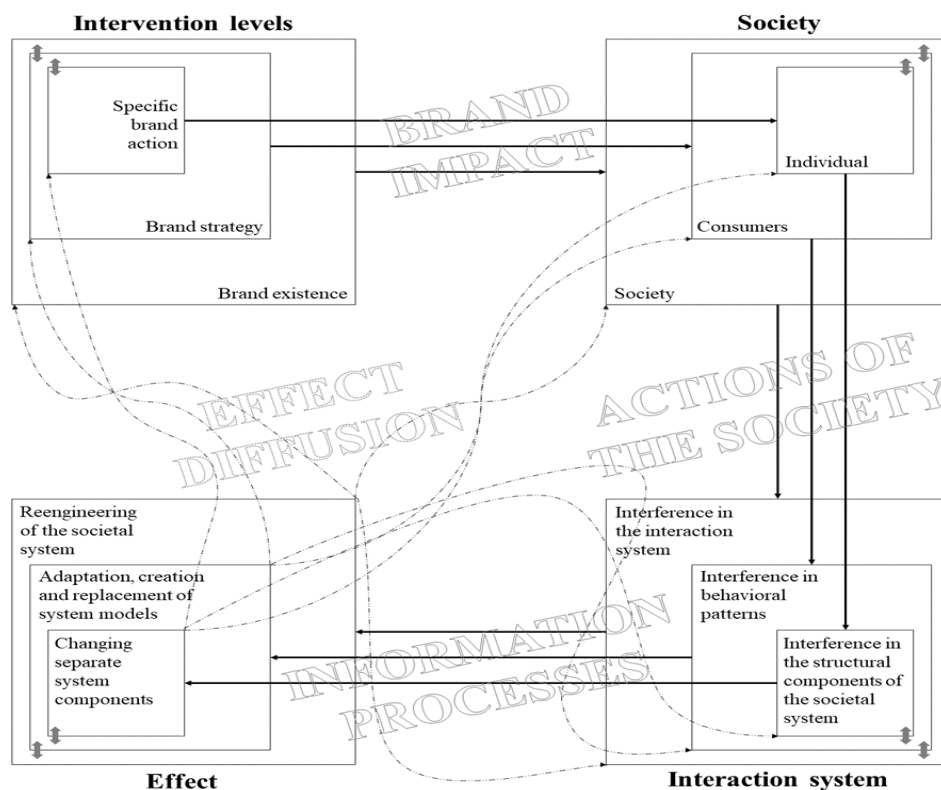 Intervention levels
Society
Specific
brand
action
BRAND
IMPACT
Individual
Brand strategy
Consumers
Brand existence
Society
EFFECT
DIFFUSION
ACTIONS OF
THE SOCIETY
Reengineering
of the societal
system
Interference in
the interaction
system
Adaptation, creation
and replacement of
system models
Interference in
behavioral
patterns
Changing
separate
system
components
INFORMATION
PROCESSES
Interference in
the structural
components of
the societal
system
Effect
Interaction system